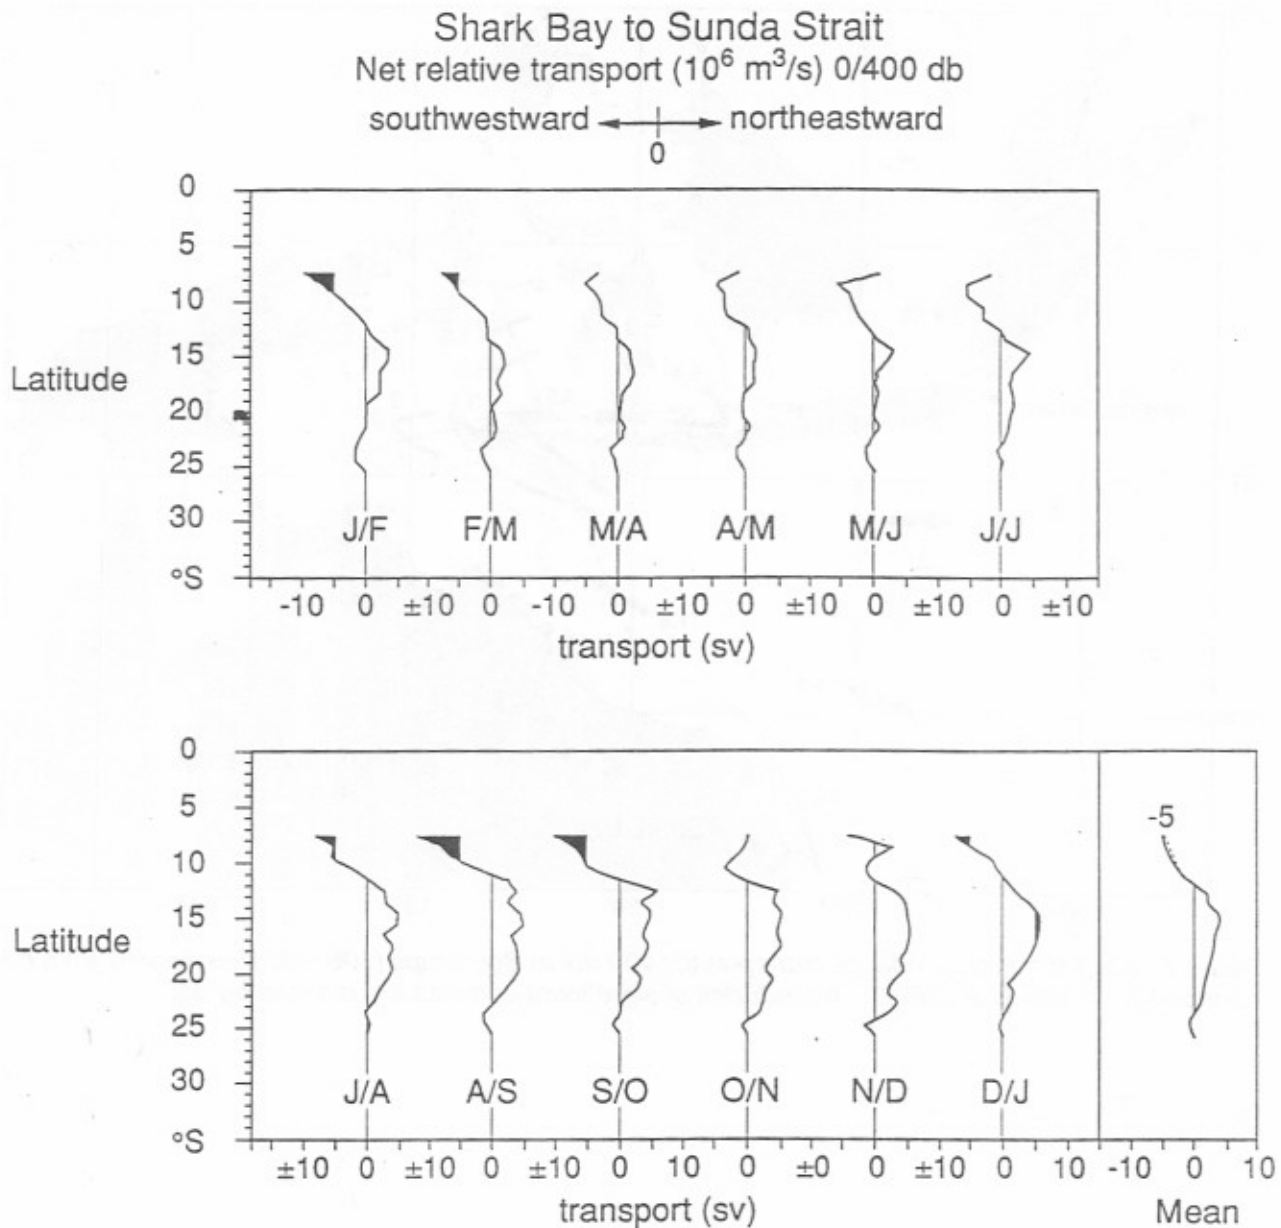 Shark Bay to Sunda Strait
Net relative transport (10⁶ m³/s) 0/400 db
southwestward northeastward
0
0
5
10
15
20
25
30
°S
Latitude
J/F F/M M/A A/M M/J J/J
-10 0 ±10 0 -10 0 ±10 0 ±10 0 ±10 0 ±10
transport (sv)
0
5
10
15
20
25
30
°S
Latitude
-5
J/A A/S S/O O/N N/D D/J
±10 0 ±10 0 ±10 0 ±10 0 ±0 0 ±10 0 10 -10 0 10
transport (sv)
Mean